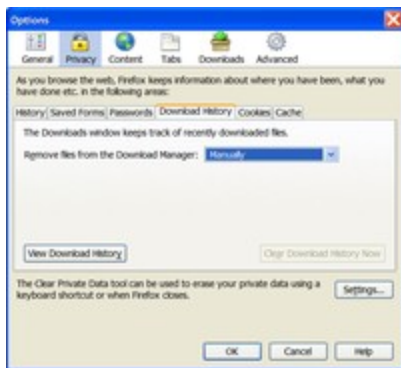 Options
General Privacy Content Tabs Downloads Advanced
As you browse the web, Firefox keeps information about where you have been, what you
have done etc. in the following areas:
History Saved Forms Passwords Download History Cookies Cache
The Downloads window keeps track of recently downloaded files.
Remove files from the Download Manager: Manually
View Download History Clear Download History Now
The Clear Private Data tool can be used to erase your private data using a Settings...
keyboard shortcut or when Firefox closes.
OK Cancel Help